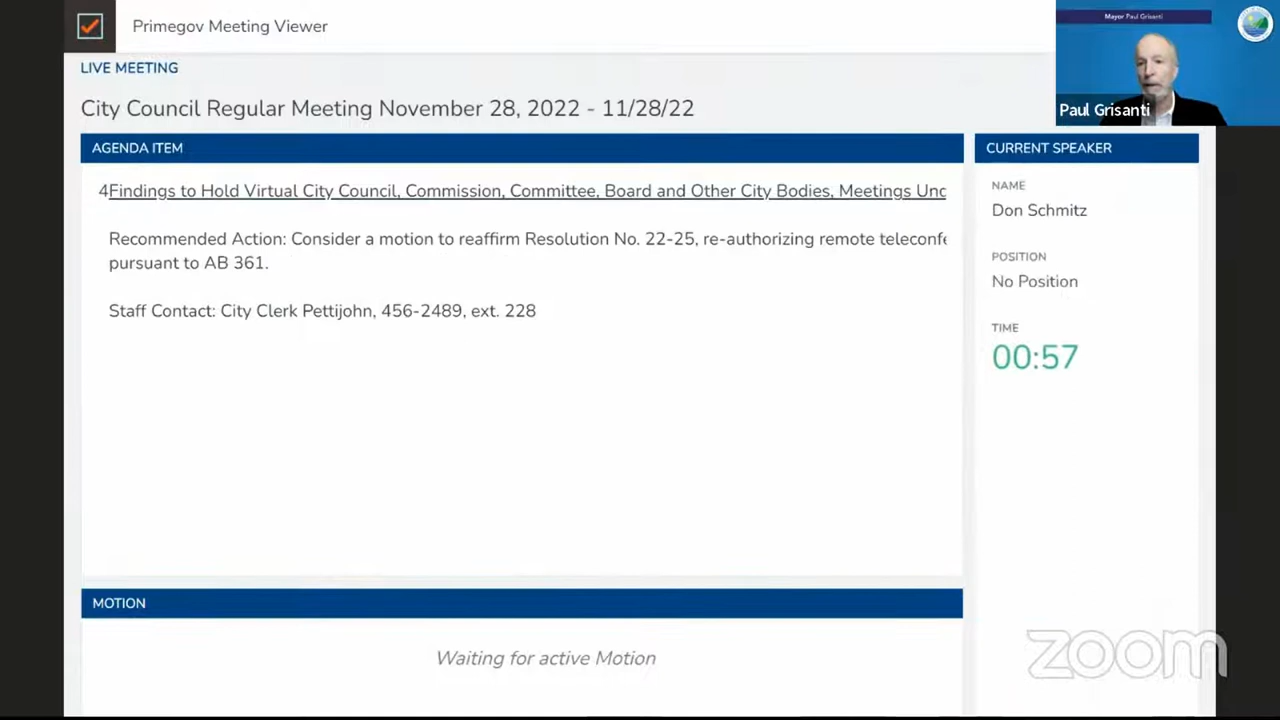 Primegov Meeting Viewer
Mayor Paul Grisanti
LIVE MEETING
City Council Regular Meeting November 28, 2022 - 11/28/22
Paul Grisanti
AGENDA ITEM
4Findings to Hold Virtual City Council, Commission, Committee, Board and Other City Bodies, Meetings
Recommended Action: Consider a motion to reaffirm Resolution No. 22-25, re-authorizing remote
pursuant to AB 361.
Staff Contact: City Clerk Pettijohn, 456-2489, ext. 228
CURRENT SPEAKER
NAME
Don Schmitz
POSITION
No Position
TIME
00:57
MOTION
Waiting for active Motion
zoom